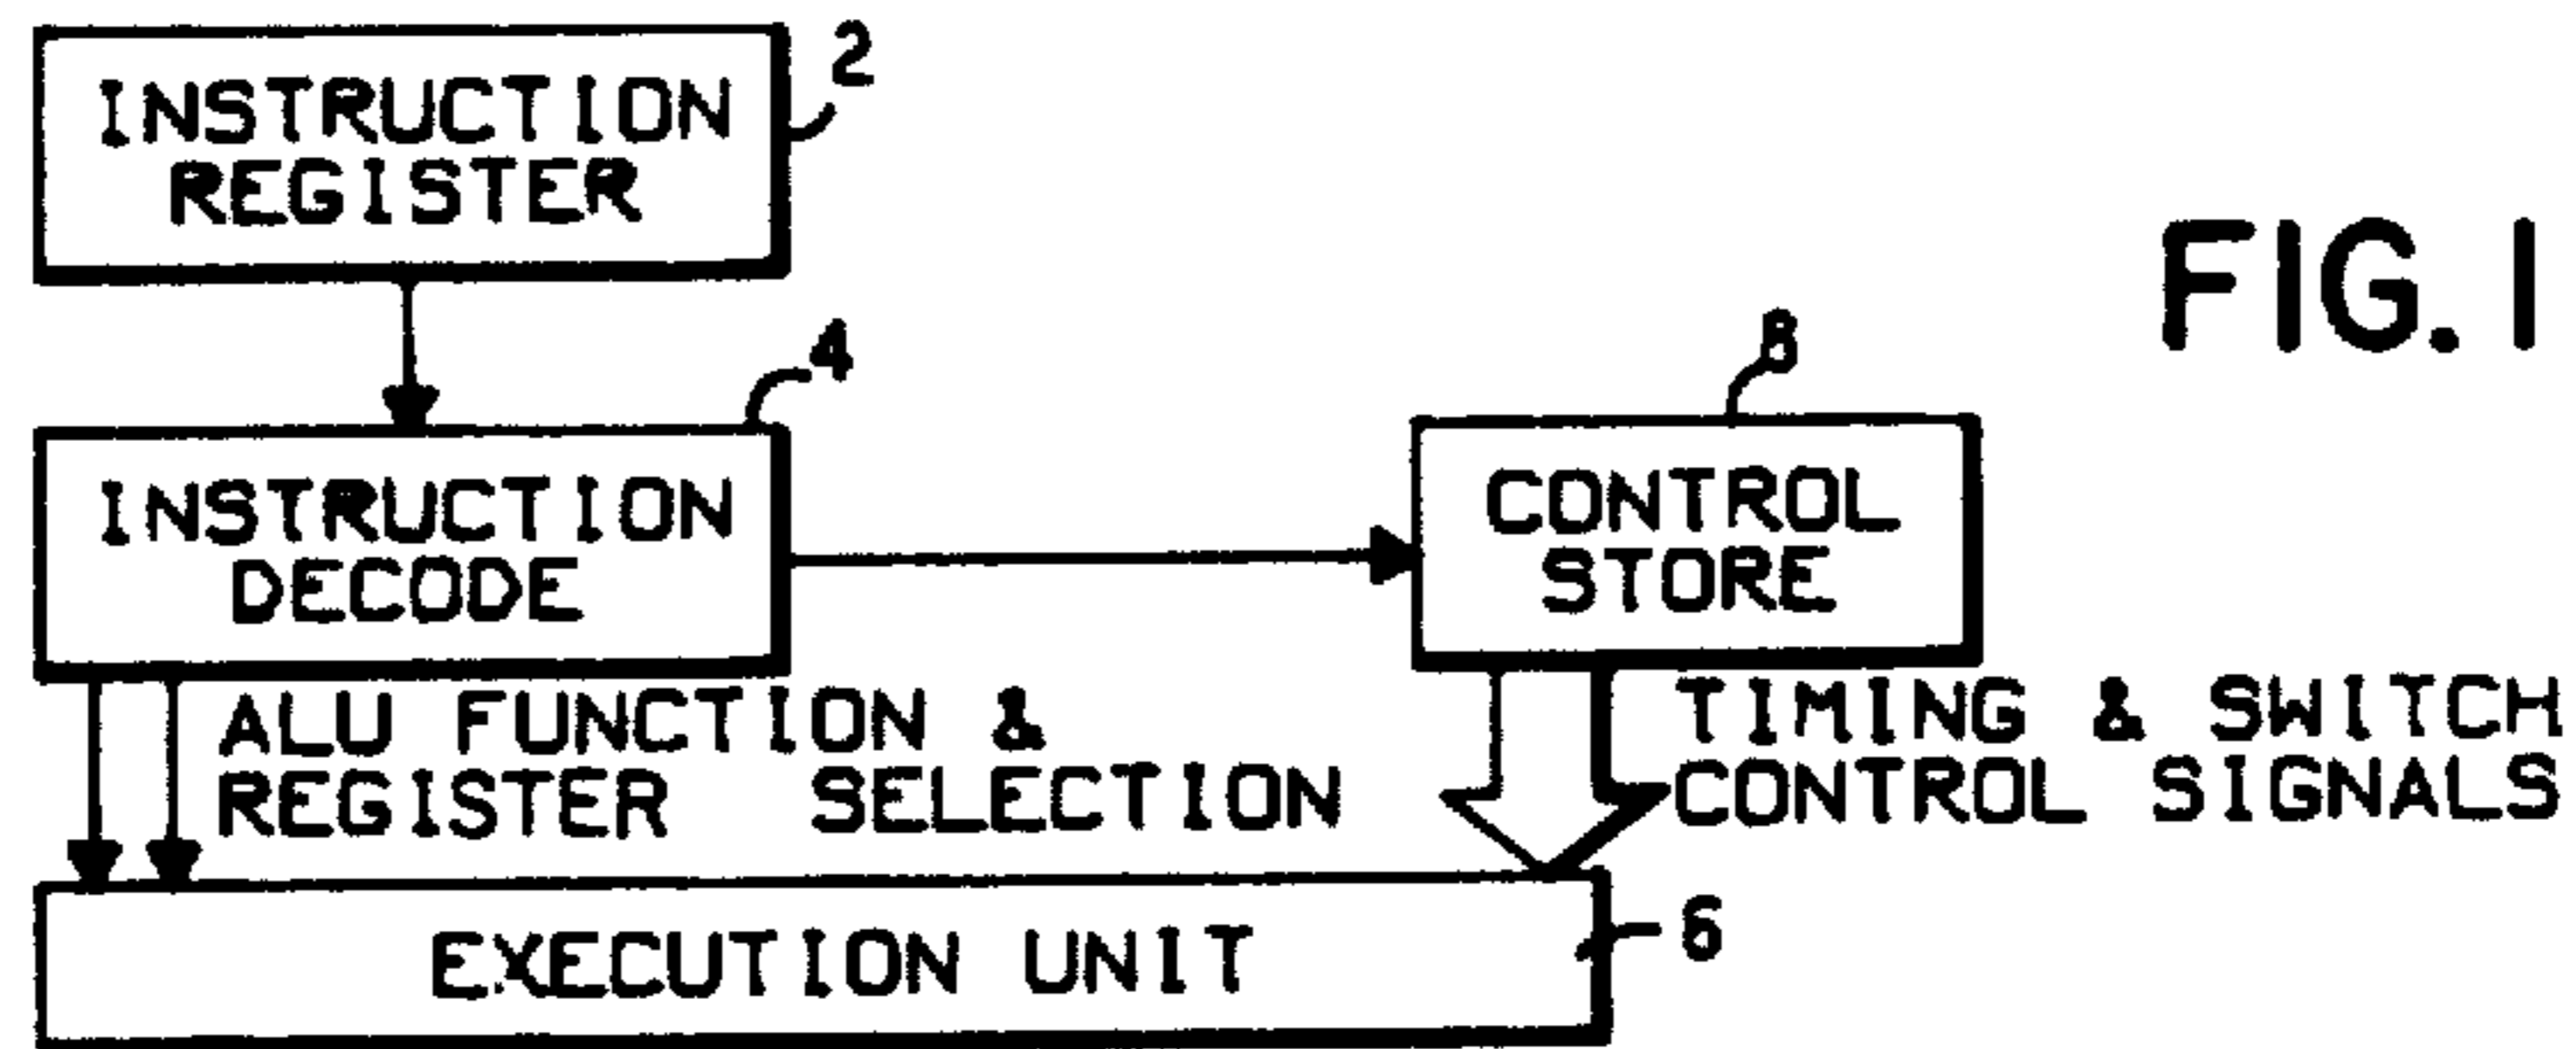 INSTRUCTION
REGISTER
2
FIG. 1
INSTRUCTION
DECODE
4
CONTROL
STORE
8
ALU FUNCTION &
REGISTER SELECTION
TIMING & SWITCH
CONTROL SIGNALS
EXECUTION UNIT
6